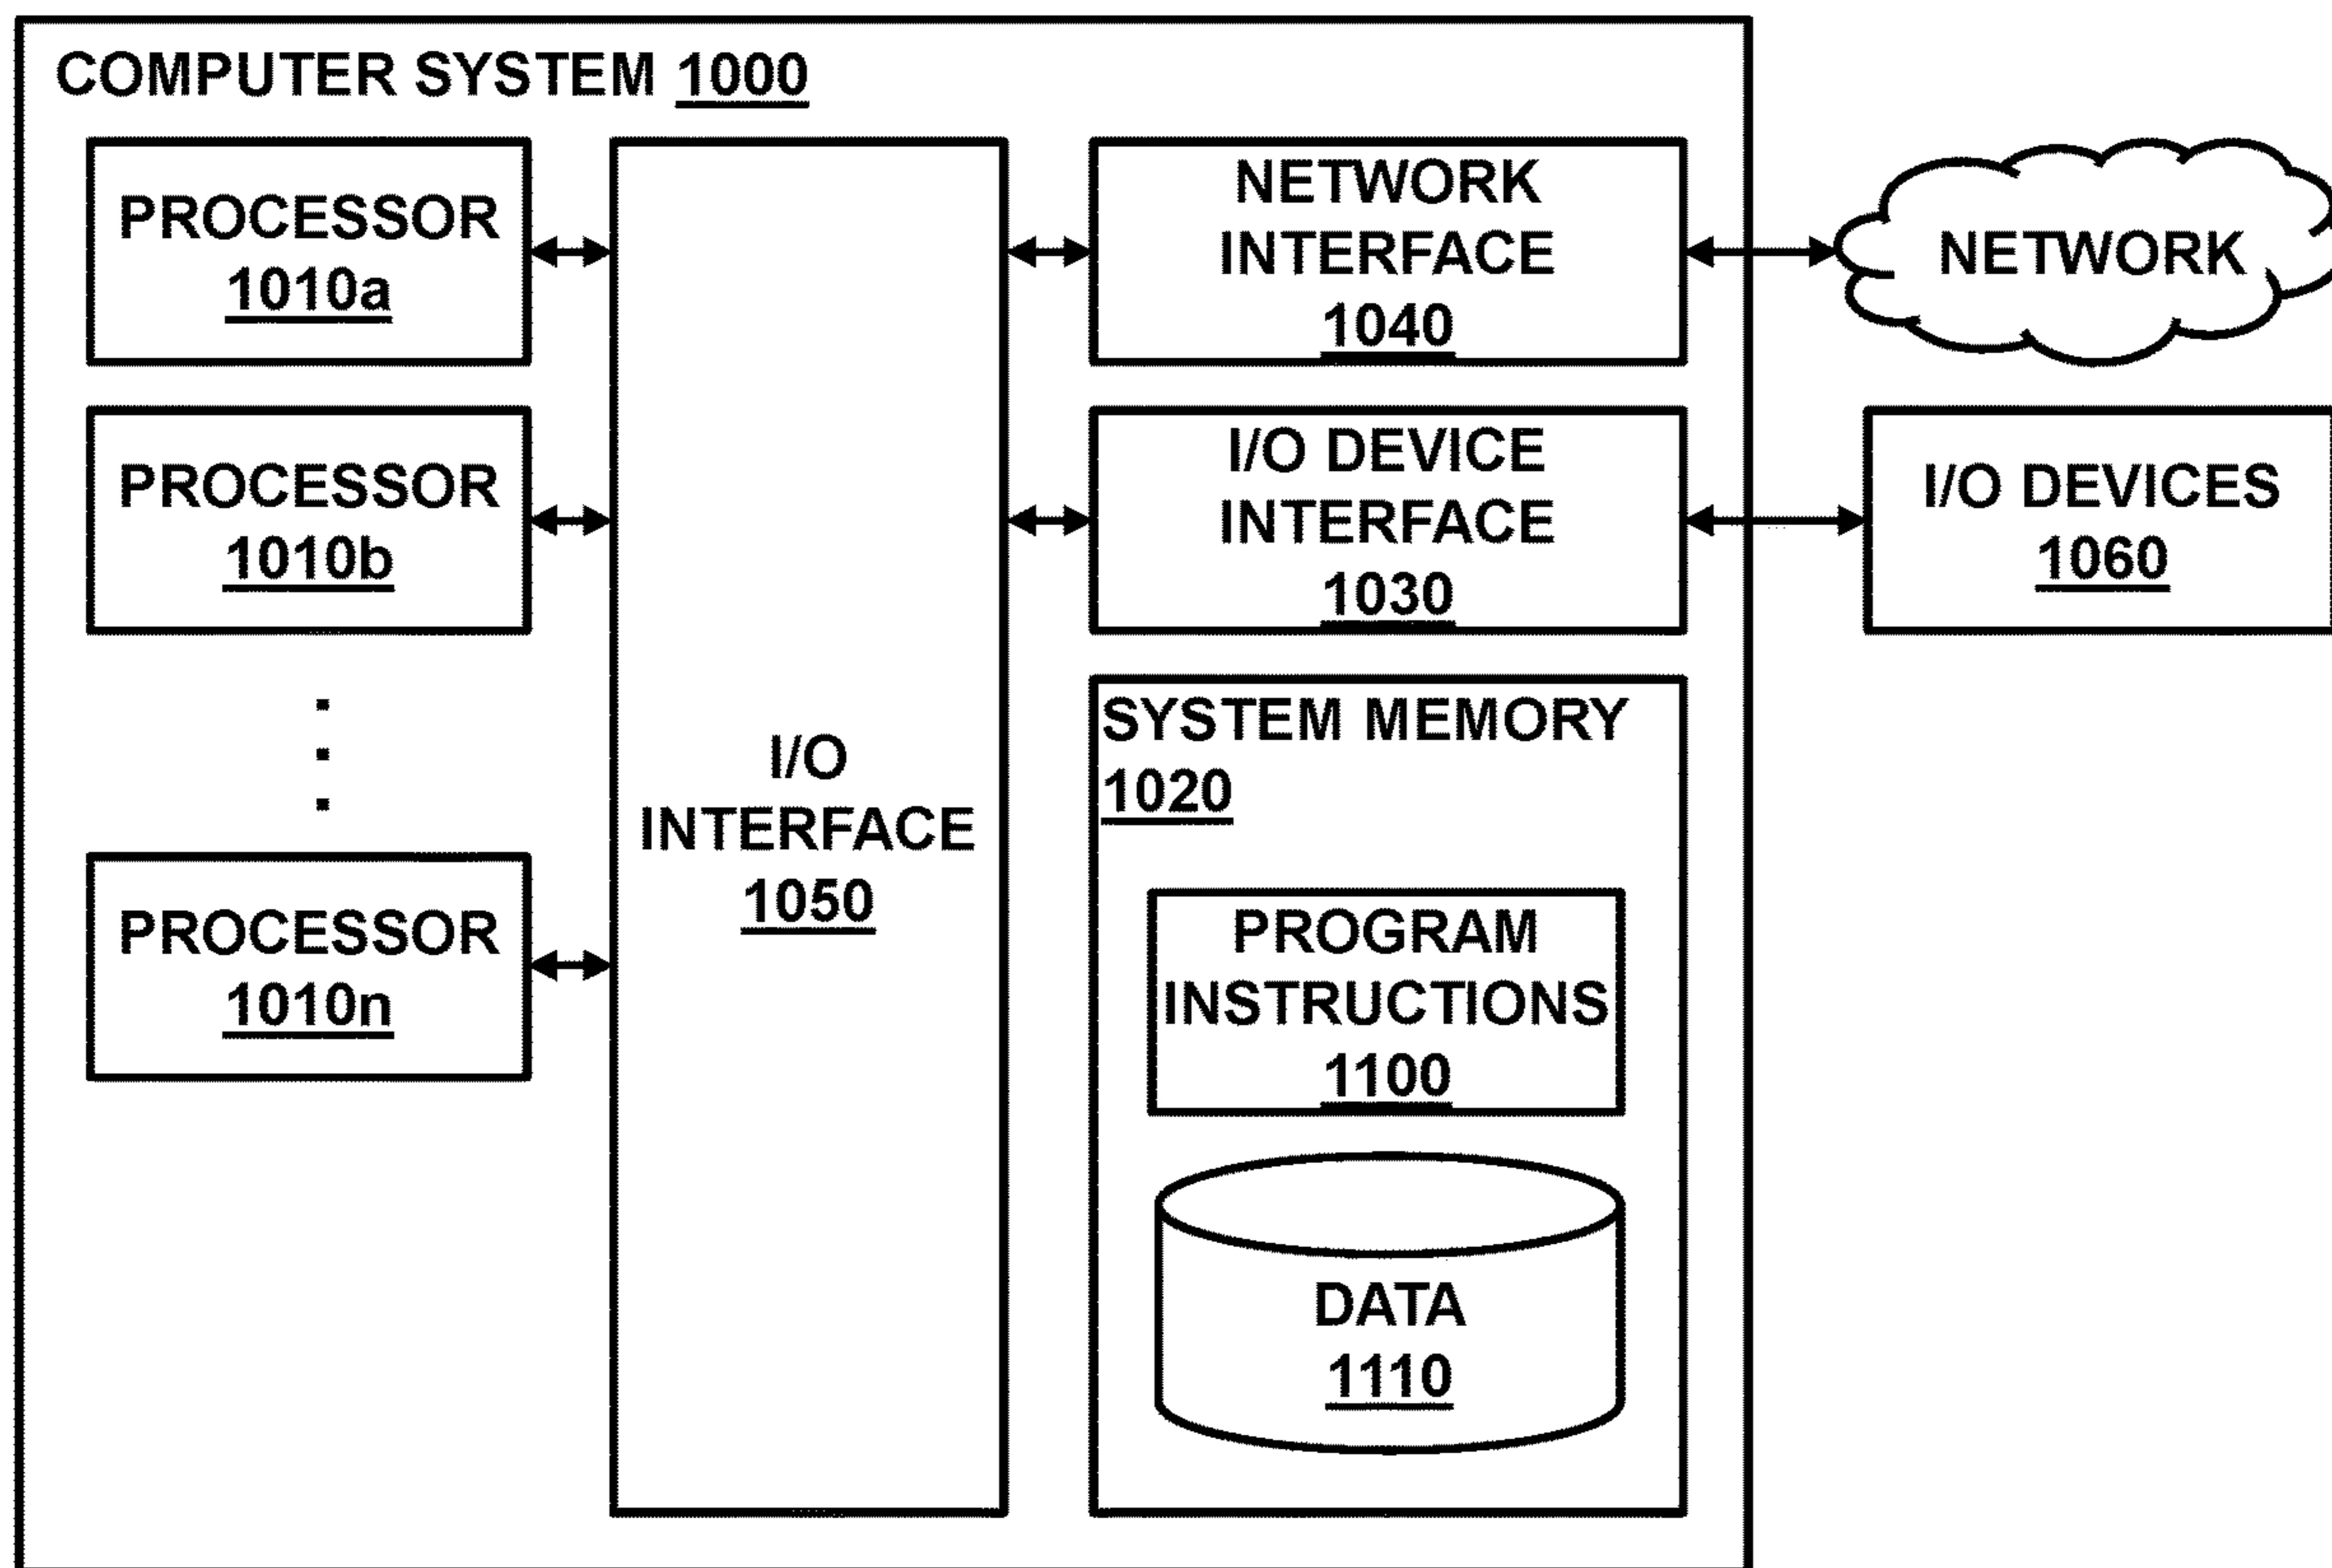 COMPUTER SYSTEM 1000
PROCESSOR
1010a
PROCESSOR
1010b
PROCESSOR
1010n
I/O
INTERFACE
1050
NETWORK
INTERFACE
1040
I/O DEVICE
INTERFACE
1030
SYSTEM MEMORY
1020
PROGRAM
INSTRUCTIONS
1100
DATA
1110
NETWORK
I/O DEVICES
1060